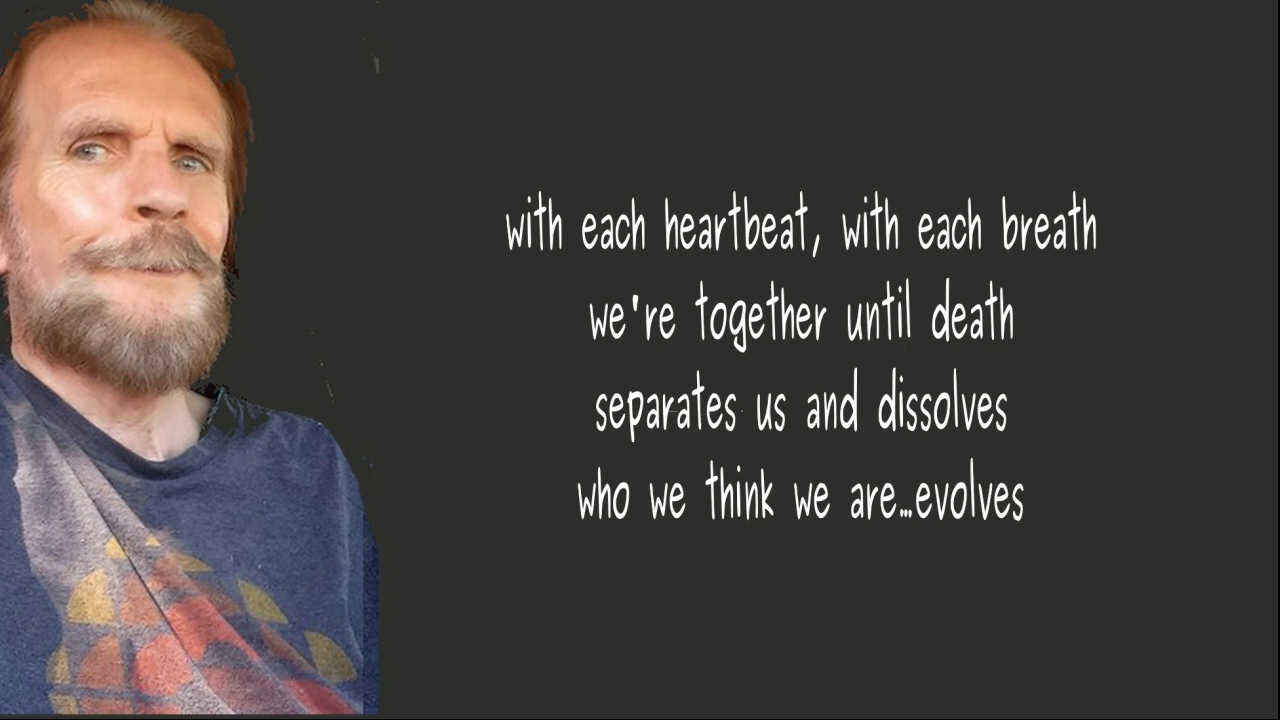 with each heartbeat, with each breath
we're together until death
separates us and dissolves
who we think we are...evolves